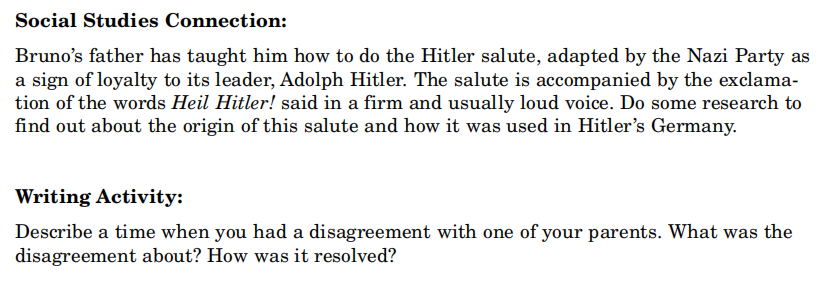 Social Studies Connection:
Bruno's father has taught him how to do the Hitler salute, adapted by the Nazi Party as
a sign of loyalty to its leader, Adolph Hitler. The salute is accompanied by the exclama-
tion of the words Heil Hitler! said in a firm and usually loud voice. Do some research to
find out about the origin of this salute and how it was used in Hitler's Germany.
Writing Activity:
Describe a time when you had a disagreement with one of your parents. What was the
disagreement about? How was it resolved?